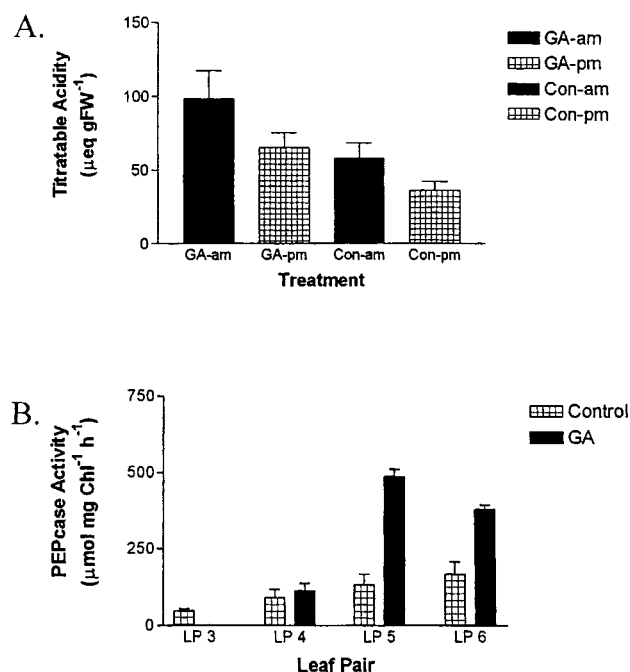 A.
150
100
50
0
Titratable Acidity
(μeq gFW⁻¹)
GA-am
GA-pm
Con-am
Con-pm
GA-am
GA-pm
Con-am
Con-pm
Treatment
B.
750
500
250
0
PEPcase Activity
(μmol mg Chl⁻¹ h⁻¹)
Control
GA
LP 3
LP 4
LP 5
LP 6
Leaf Pair